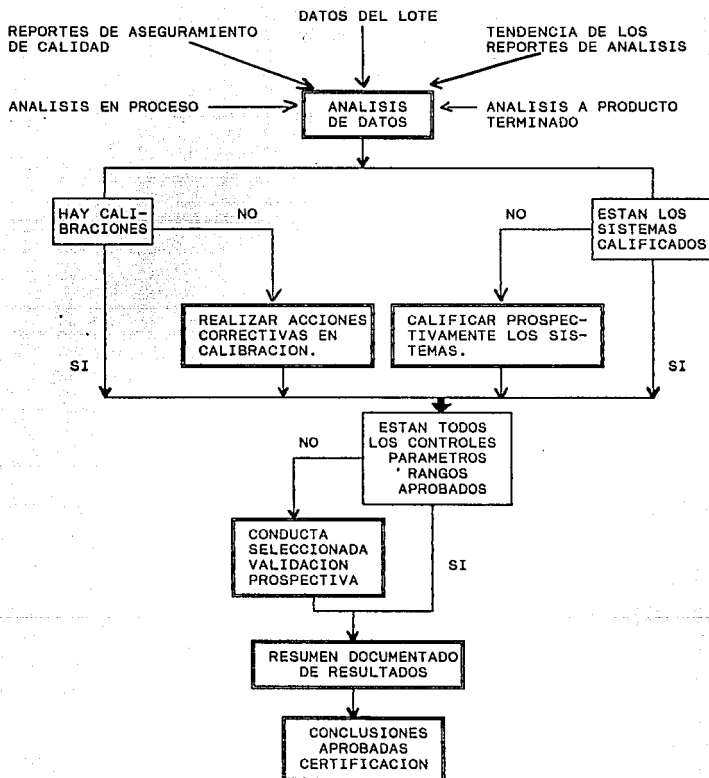 DATOS DEL LOTE
REPORTES DE ASEGURAMIENTO
DE CALIDAD
TENDENCIA DE LOS
REPORTES DE ANALISIS
ANALISIS EN PROCESO
ANALISIS
DE DATOS
ANALISIS A PRODUCTO
TERMINADO
HAY CALI-
BRACIONES
NO
NO
ESTAN LOS
SISTEMAS
CALIFICADOS
REALIZAR ACCIONES
CORRECTIVAS EN
CALIBRACION.
CALIFICAR PROSPEC-
TIVAMENTE LOS SIS-
TEMAS.
SI
SI
ESTAN TODOS
LOS CONTROLES
PARAMETROS
RANGOS
APROBADOS
NO
CONDUCTA
SELECCIONADA
VALIDACION
PROSPECTIVA
SI
RESUMEN DOCUMENTADO
DE RESULTADOS
CONCLUSIONES
APROBADAS
CERTIFICACION